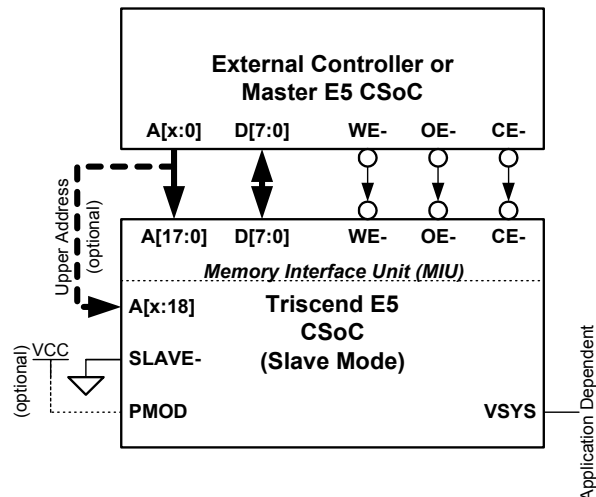 External Controller or
Master E5 CSoC
A[x:0] D[7:0] WE- OE- CE-
Upper Address
(optional)
A[17:0] D[7:0] WE- OE- CE-
Memory Interface Unit (MIU)
A[x:18]
Triscend E5
CSoC
(Slave Mode)
(optional)
VCC
SLAVE-
PMOD
VSYS
Application Dependent